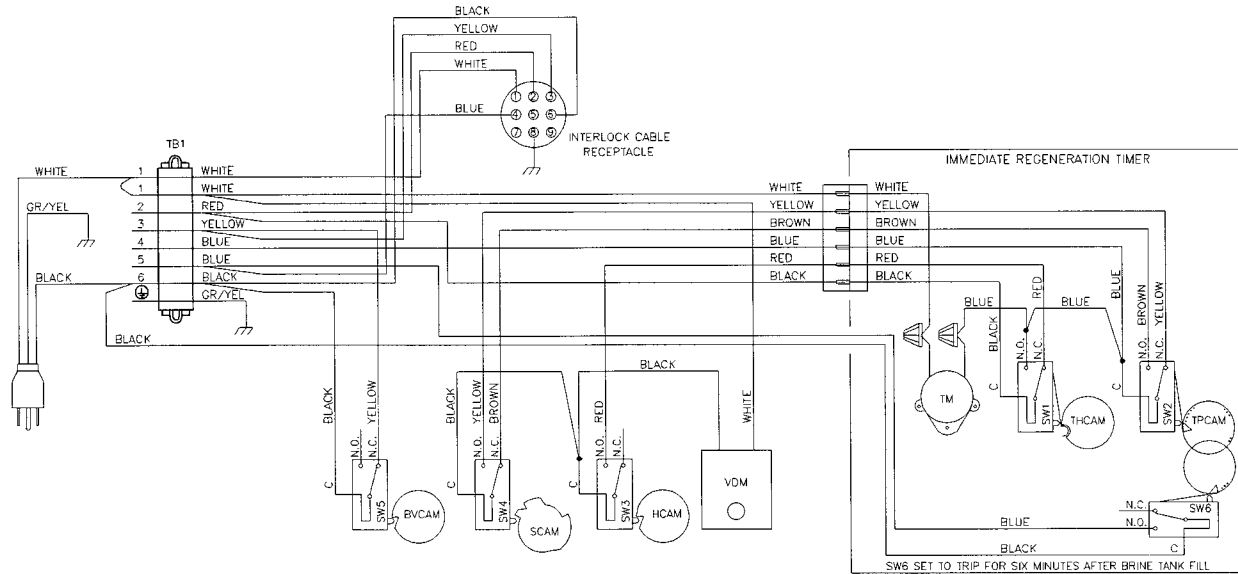 BLACK
YELLOW
RED
WHITE
BLUE
1 2 3
4 5 6
7 8 9
INTERLOCK CABLE
RECEPTACLE
TB1
IMMEDIATE REGENERATION TIMER
WHITE 1 WHITE
1 WHITE
2 RED
GR/YEL
3 YELLOW
4 BLUE
5 BLUE
BLACK 6 BLACK
GR/YEL
BLACK
WHITE WHITE
YELLOW YELLOW
BROWN BROWN
BLUE BLUE
RED RED
BLACK BLACK
BLUE
BLACK
N.O.
RED
N.C.
BLUE
BLUE
BROWN
N.O.
YELLOW
N.C.
TM
C
SW1
THCAM
C
SW2
TPCAM
BLACK
N.O.
YELLOW
N.C.
C
SW5
BVCAM
BLACK
YELLOW
N.O.
BROWN
N.C.
C
SW4
SCAM
BLACK
RED
N.O.
N.C.
C
SW3
HCAM
WHITE
VDM
N.C.
N.O.
SW6
C
BLUE
BLACK
SW6 SET TO TRIP FOR SIX MINUTES AFTER BRINE TANK FILL